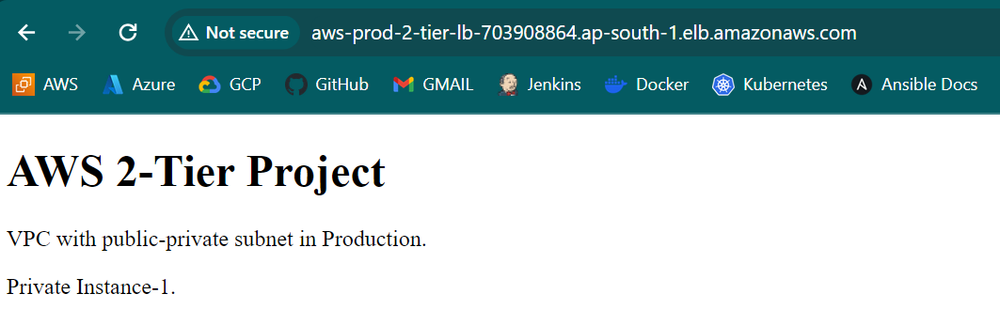 Not secure aws-prod-2-tier-lb-703908864.ap-south-1.elb.amazonaws.com
AWS Azure GCP GitHub GMAIL Jenkins Docker Kubernetes Ansible Docs
AWS 2-Tier Project
VPC with public-private subnet in Production.
Private Instance-1.